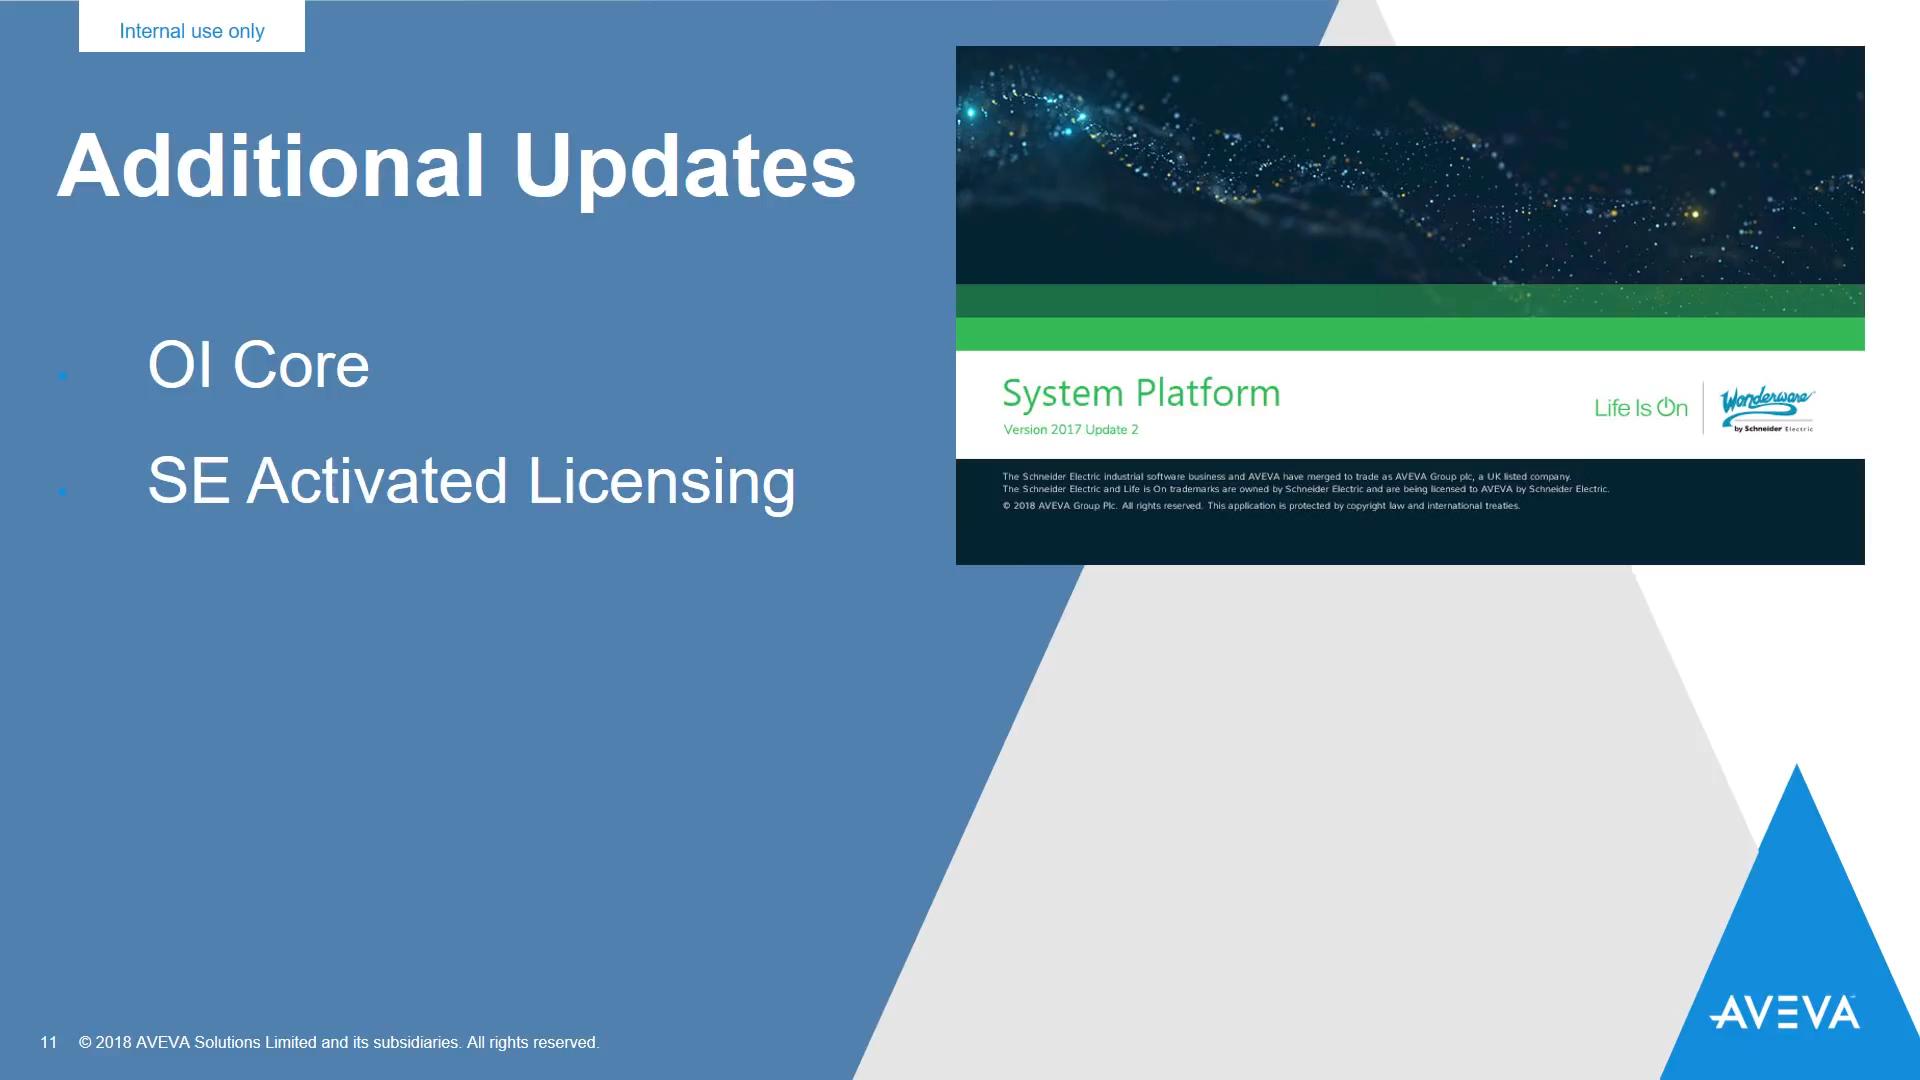 Internal use only
Additional Updates
OI Core
SE Activated Licensing
System Platform
Version 2017 Update 2
Life Is On
Wonderware
by Schneider Electric
The Schneider Electric industrial software business and AVEVA have merged to trade as AVEVA Group plc, a UK listed company.
The Schneider Electric and Life is On trademarks are owned by Schneider Electric and are being licensed to AVEVA by Schneider Electric.
© 2018 AVEVA Group Plc. All rights reserved. This application is protected by copyright law and international treaties.
AVEVA
11 © 2018 AVEVA Solutions Limited and its subsidiaries. All rights reserved.